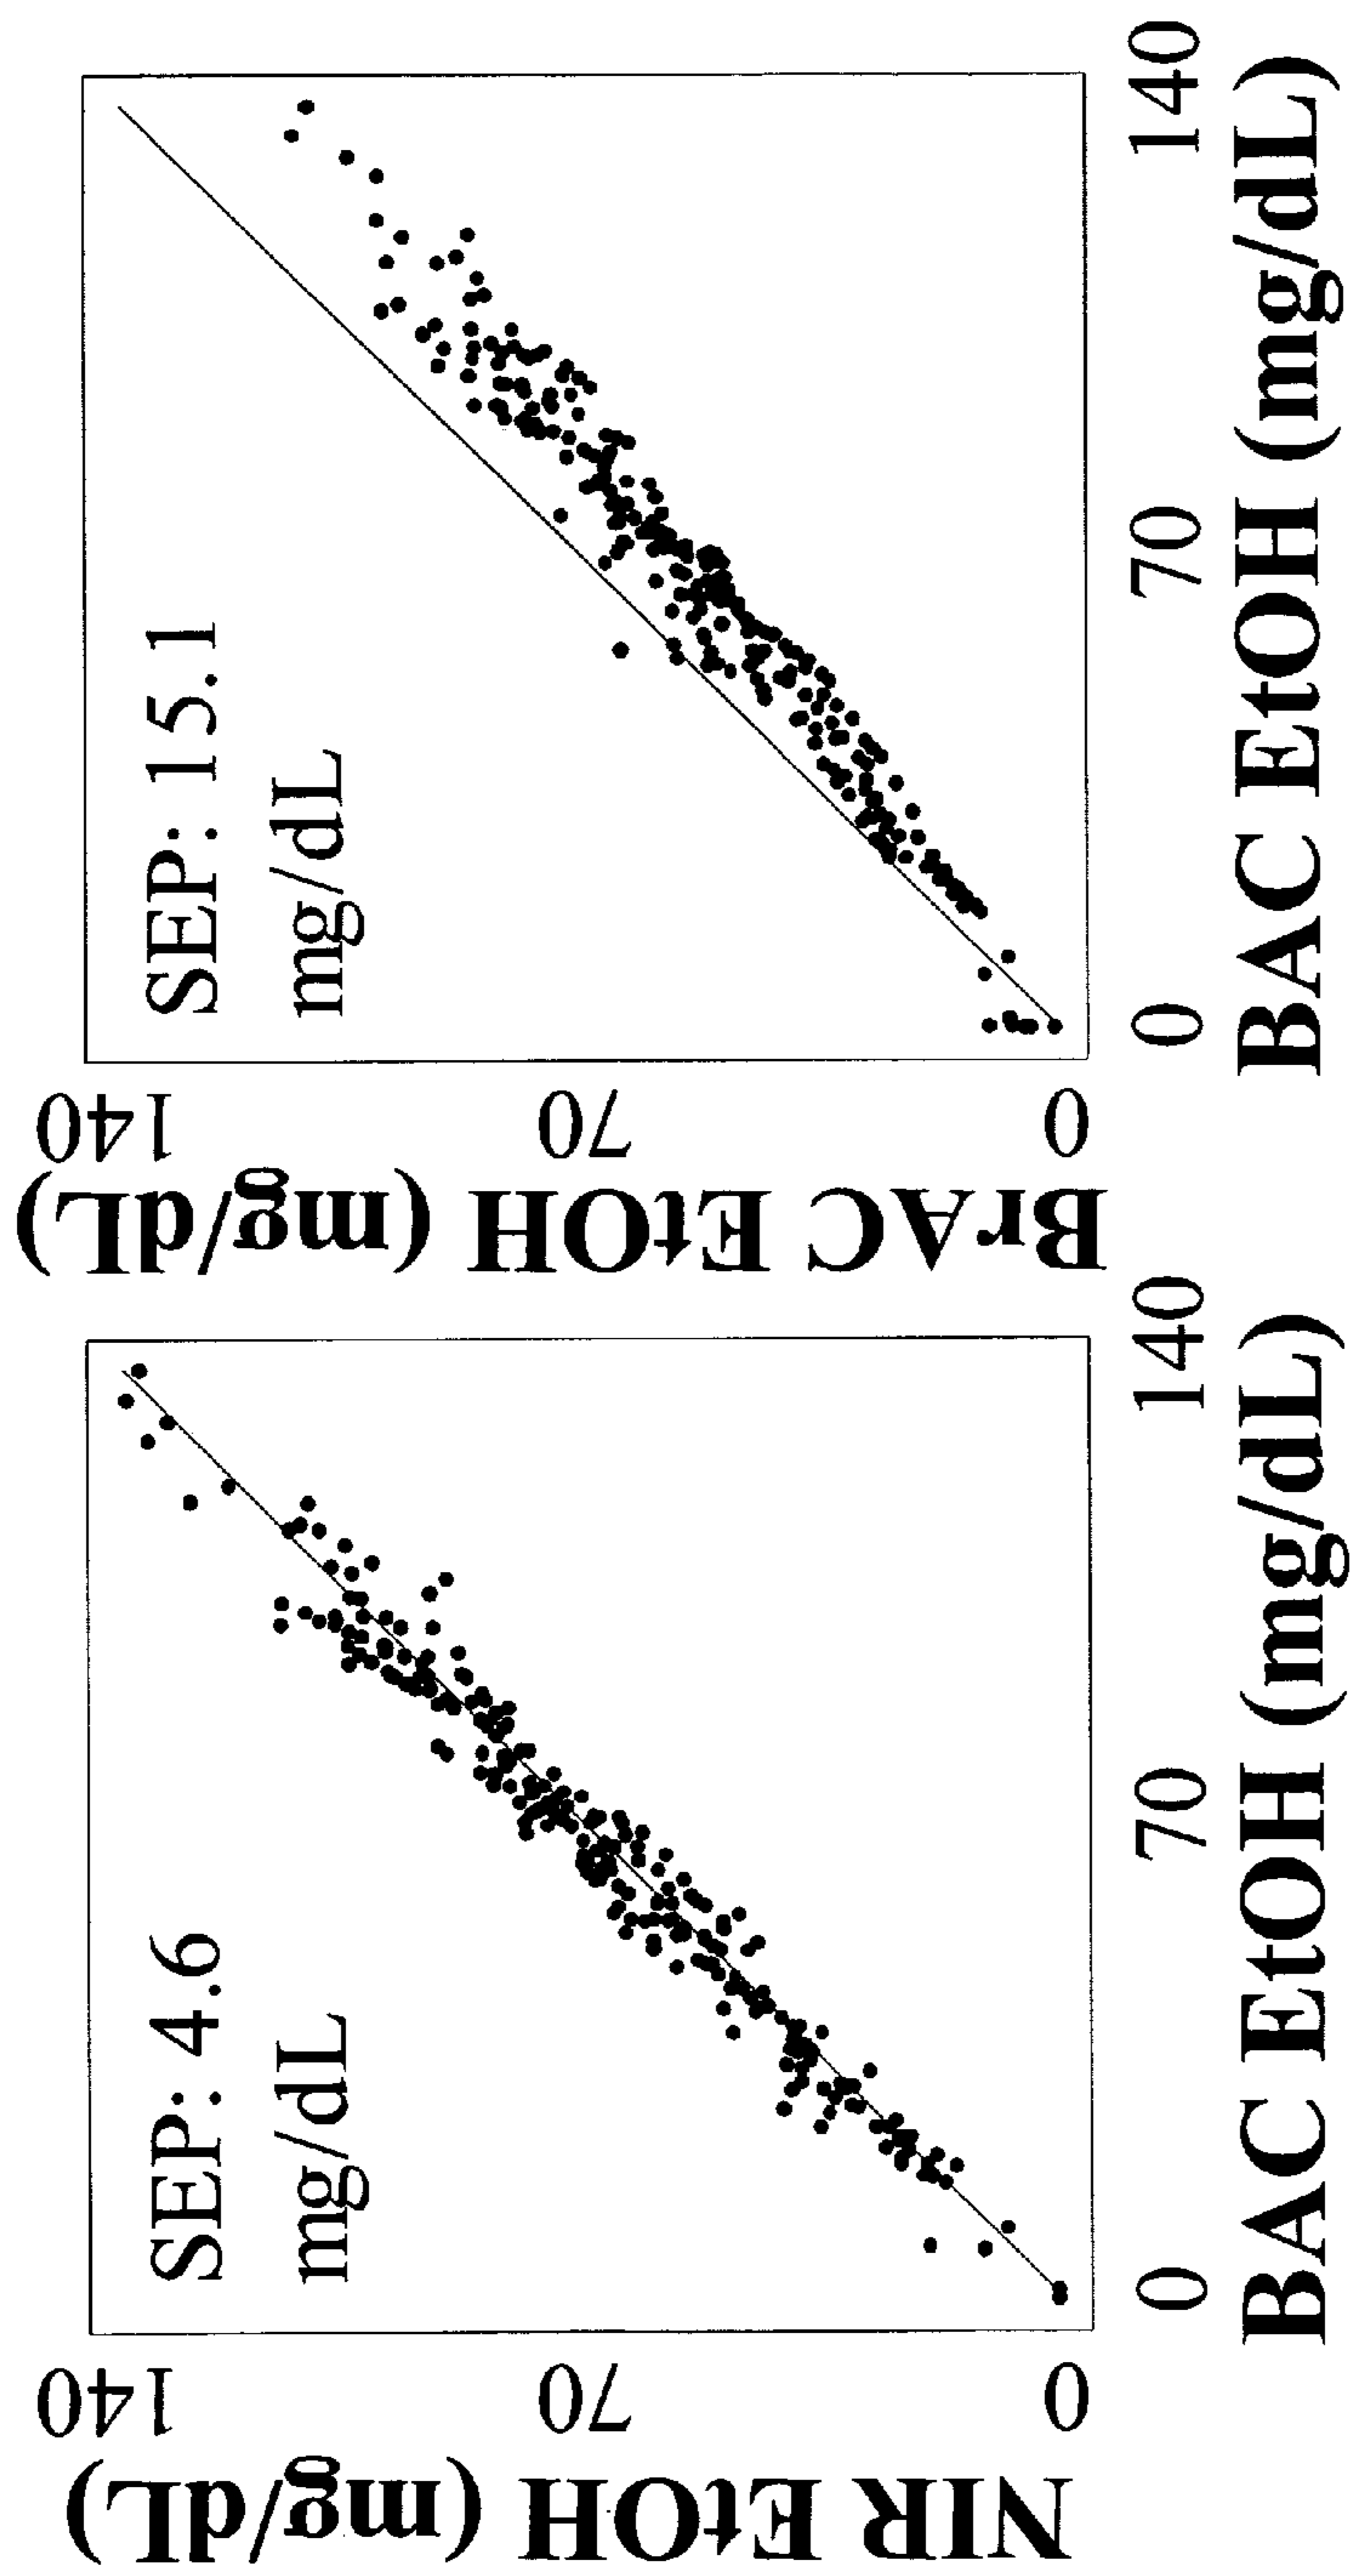 NIR EtOH (mg/dL)
140
70
0
SEP: 4.6
mg/dL
0
70
140
BAC EtOH (mg/dL)
BrAC EtOH (mg/dL)
140
70
0
SEP: 15.1
mg/dL
0
70
140
BAC EtOH (mg/dL)